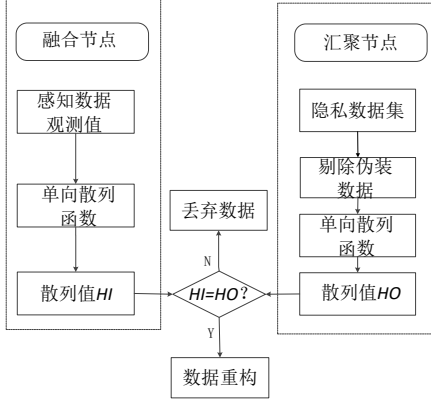 融合节点
感知数据
观测值
单向散列
函数
散列值HI
汇聚节点
隐私数据集
剔除伪装
数据
单向散列
函数
散列值HO
丢弃数据
N
HI=HO?
Y
数据重构